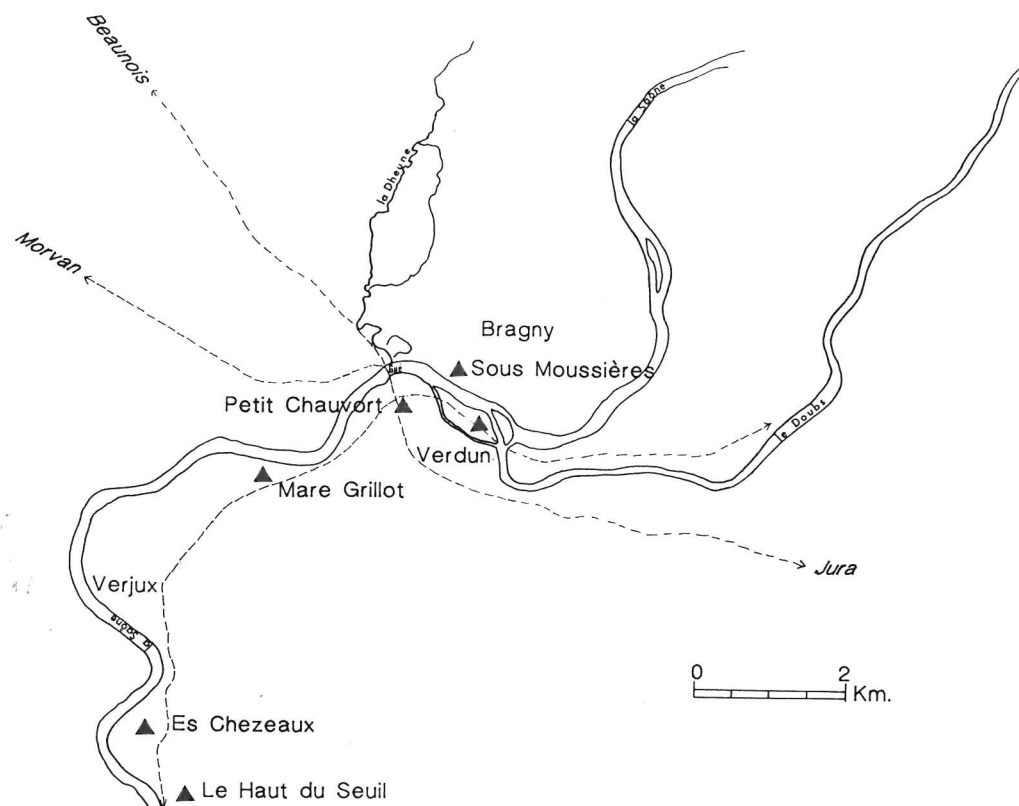 Beaunois
la Saône
la Dheyne
Morvan
Bragny
Sous Moussières
Petit Chauvort
le Doubs
Verdun
Mare Grillot
Jura
Verjux
la Saône
0 2
Km.
Es Chezeaux
Le Haut du Seuil